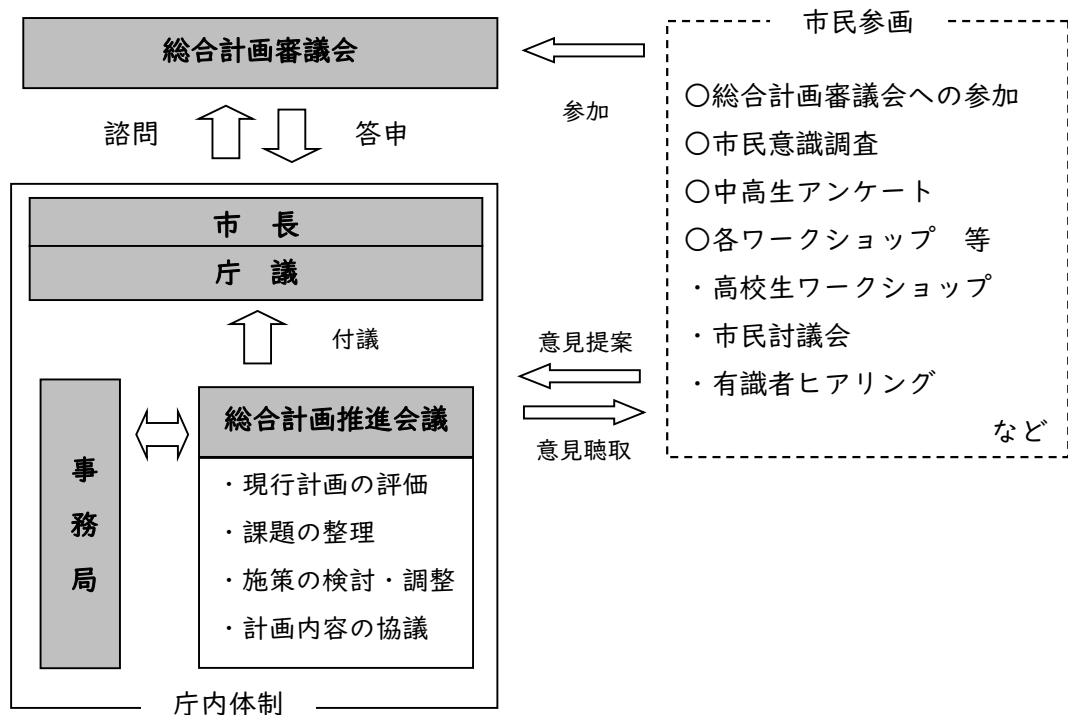 総合計画審議会
諮問
答申
参加
市民参画
〇総合計画審議会への参加
〇市民意識調査
〇中高生アンケート
〇各ワークショップ　等
・高校生ワークショップ
・市民討議会
・有識者ヒアリング
など
市　長
庁　議
付議
意見提案
意見聴取
事務局
総合計画推進会議
・現行計画の評価
・課題の整理
・施策の検討・調整
・計画内容の協議
庁内体制